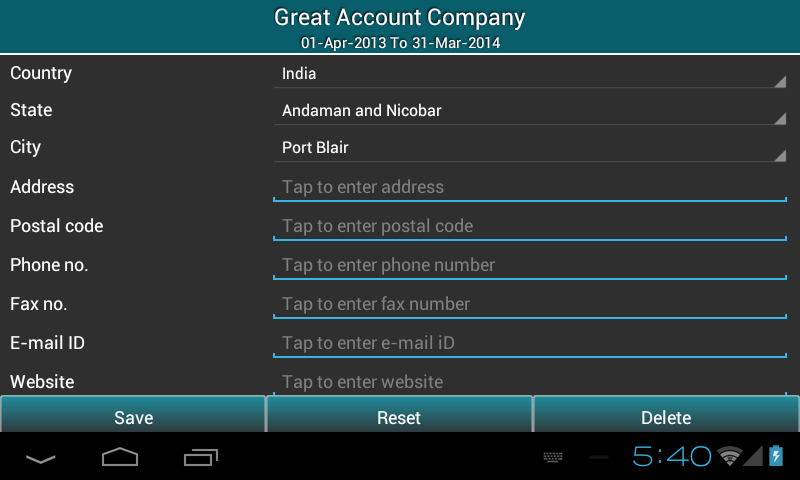 Great Account Company
01-Apr-2013 To 31-Mar-2014
Country India
State Andaman and Nicobar
City Port Blair
Address Tap to enter address
Postal code Tap to enter postal code
Phone no. Tap to enter phone number
Fax no. Tap to enter fax number
E-mail ID Tap to enter e-mail iD
Website Tap to enter website
Save Reset Delete
5:40